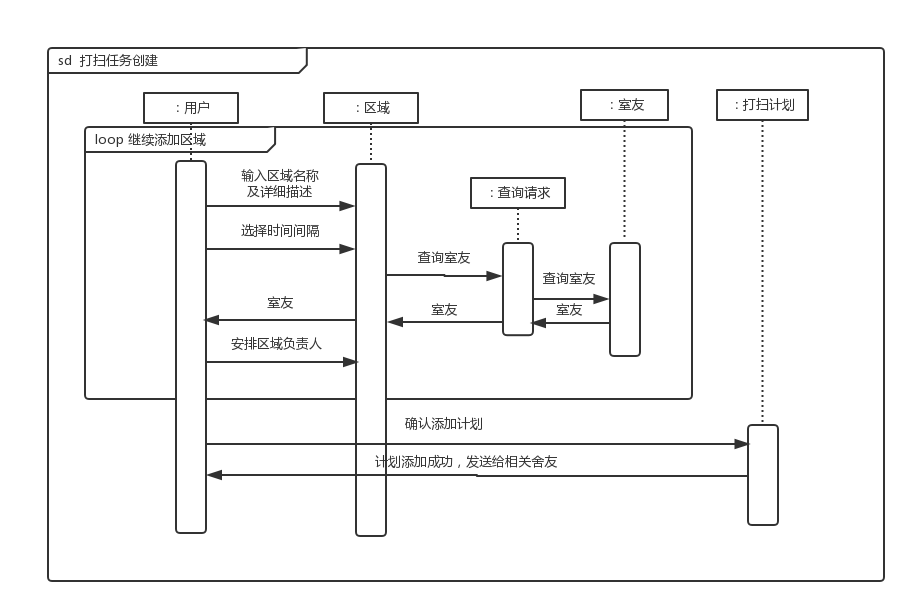 sd 打扫任务创建
: 用户
: 区域
: 室友
: 打扫计划
loop 继续添加区域
输入区域名称
及详细描述
: 查询请求
选择时间间隔
查询室友
查询室友
室友
室友
室友
安排区域负责人
确认添加计划
计划添加成功，发送给相关舍友